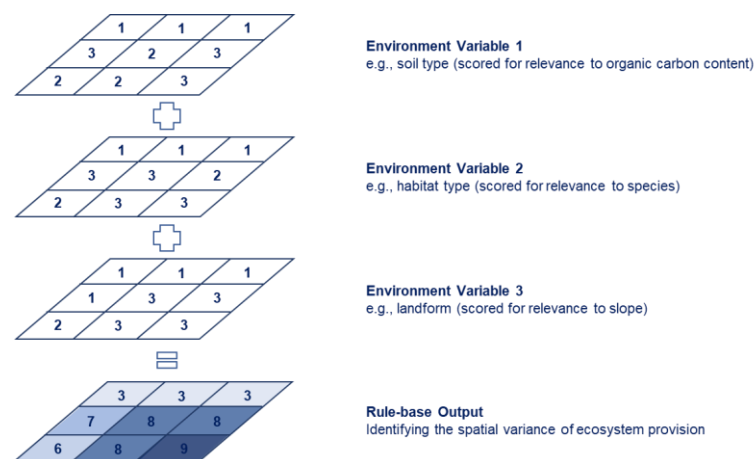 1 1 1
Environment Variable 1
3 2 3
e.g., soil type (scored for relevance to organic carbon content)
2 2 3
1 1 1
Environment Variable 2
3 3 2
e.g., habitat type (scored for relevance to species)
2 3 3
1 1 1
Environment Variable 3
1 3 3
e.g., landform (scored for relevance to slope)
2 3 3
3 3 3
Rule-base Output
7 8 8
Identifying the spatial variance of ecosystem provision
6 8 9